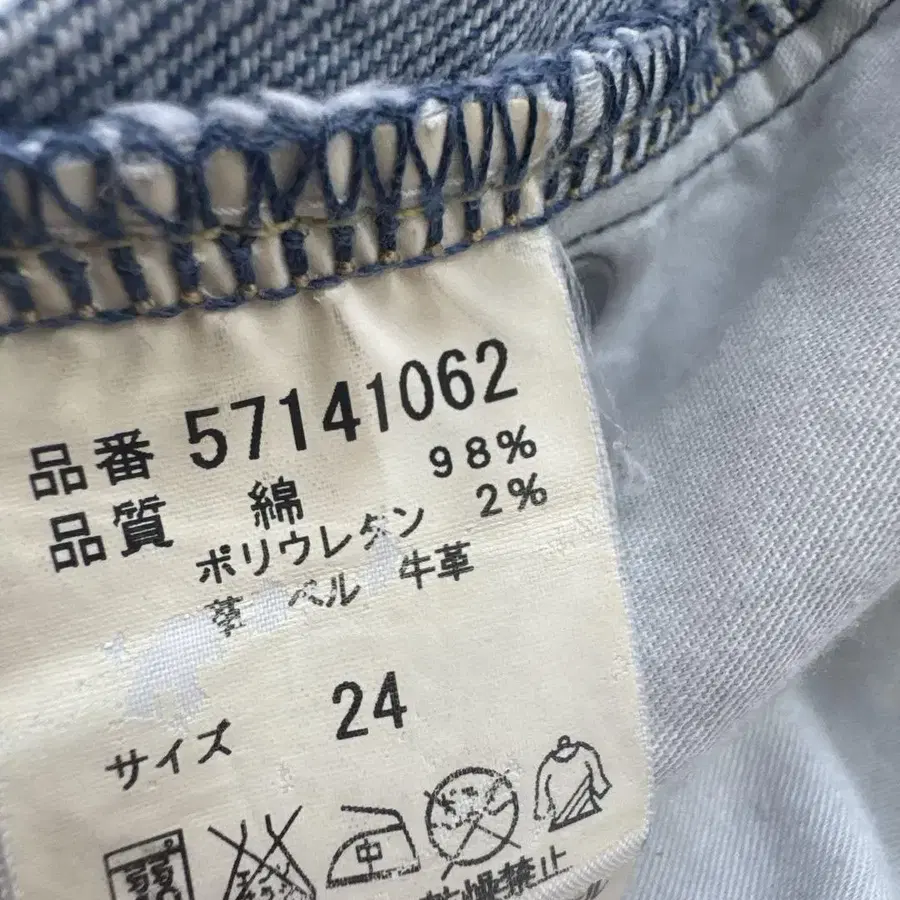 品番 57141062
品質 綿 98%
ポリウレタン 2%
革 ベル 牛革
サイズ 24
中
乾燥禁止